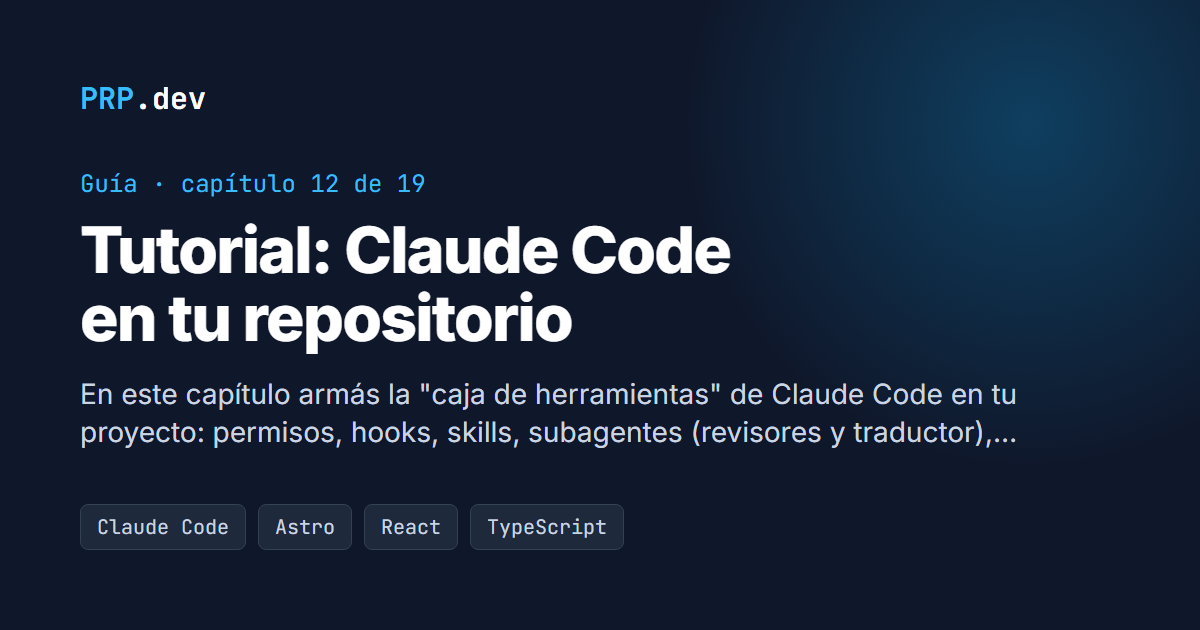 PRP.dev
Guía · capítulo 12 de 19
Tutorial: Claude Code
en tu repositorio
En este capítulo armás la "caja de herramientas" de Claude Code en tu
proyecto: permisos, hooks, skills, subagentes (revisores y traductor),...
Claude Code
Astro
React
TypeScript